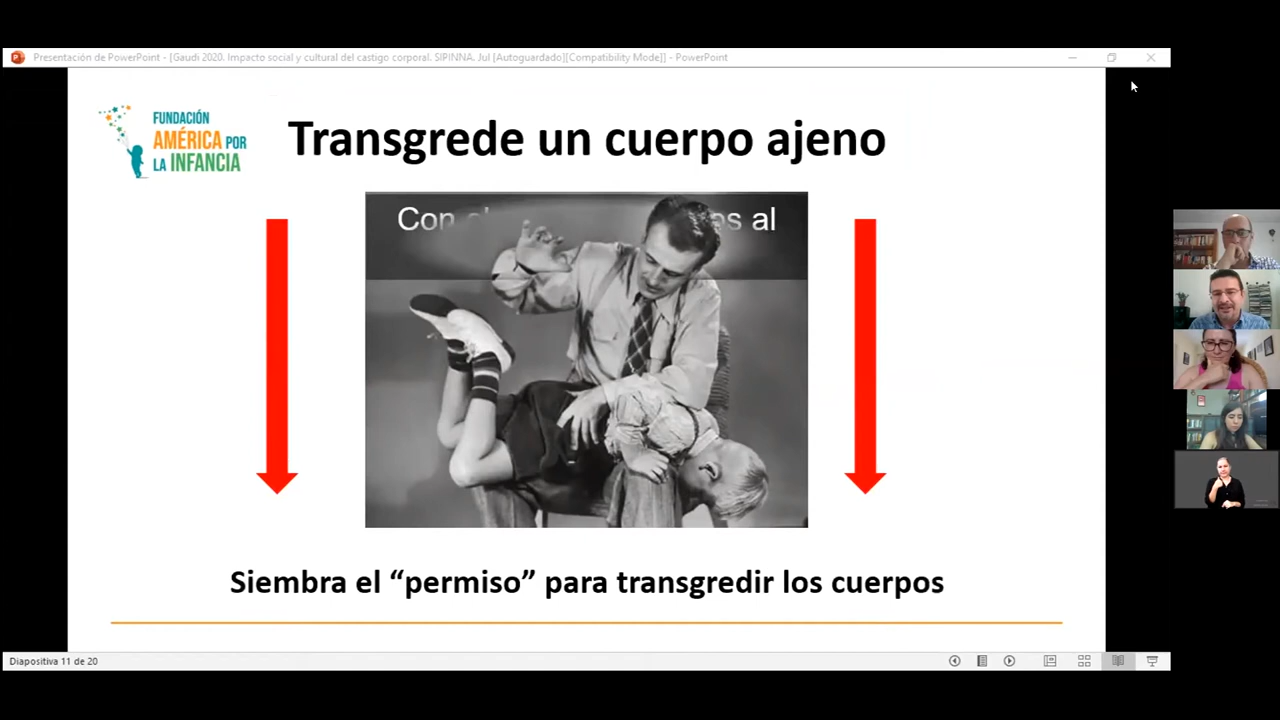 Presentación de PowerPoint - [Gaudi 2020. Impacto social y cultural del castigo corporal. SIPINNA. Jul [Autoguardado][Compatibility Mode]] - PowerPoint
FUNDACIÓN
AMÉRICA POR
LA INFANCIA
Transgrede un cuerpo ajeno
Con al
Siembra el “permiso” para transgredir los cuerpos
Diapositiva 11 de 20